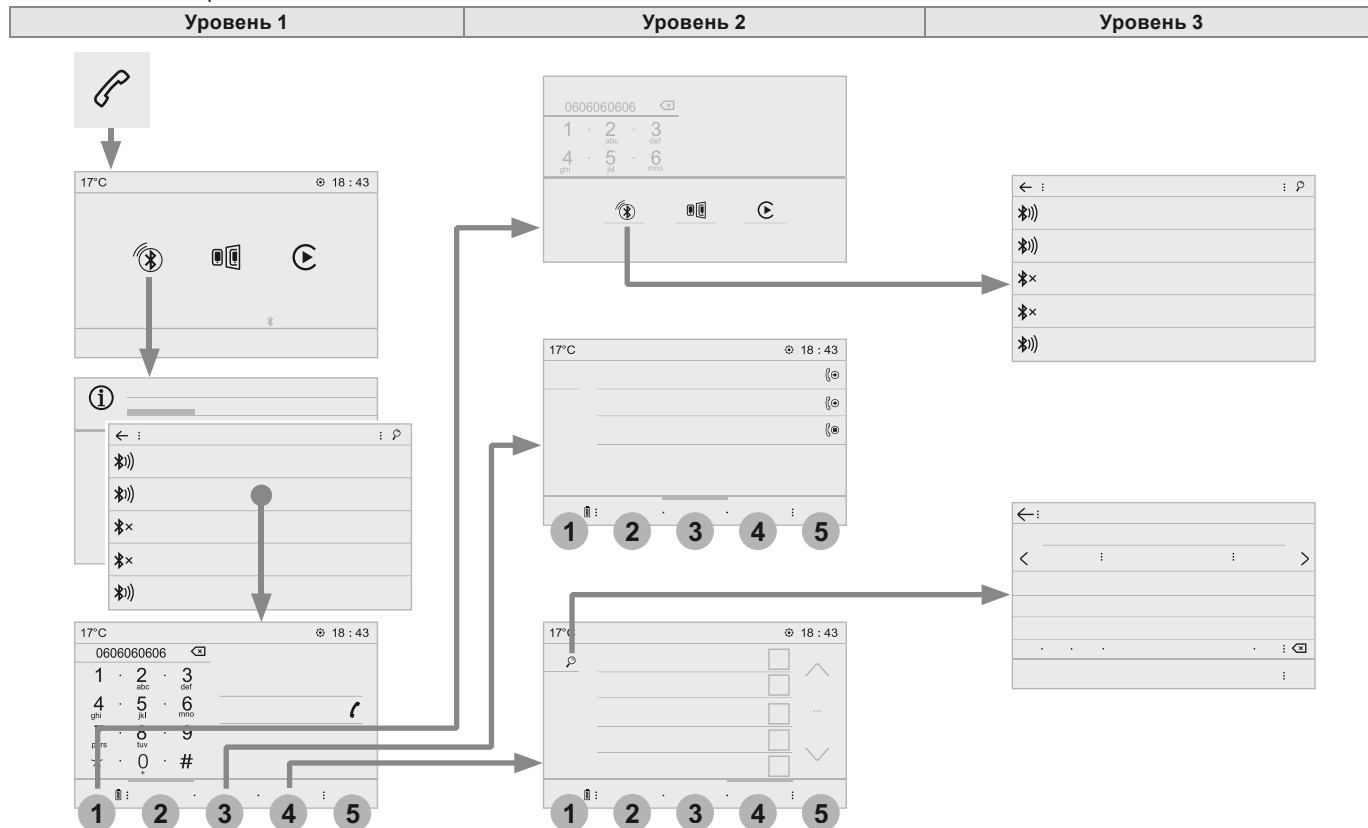 Уровень 1
Уровень 2
Уровень 3
17°C 18 : 43
17°C 18 : 43
0606060606
1 · 2 · 3
abc def
4 · 5 · 6
ghi jkl mno
· 8 · 9
tuv
· 0 · #
+
1 2 3 4 5
0606060606
1 · 2 · 3
abc def
4 · 5 · 6
ghi jkl mno
17°C 18 : 43
1 2 3 4 5
17°C 18 : 43
...
1 2 3 4 5